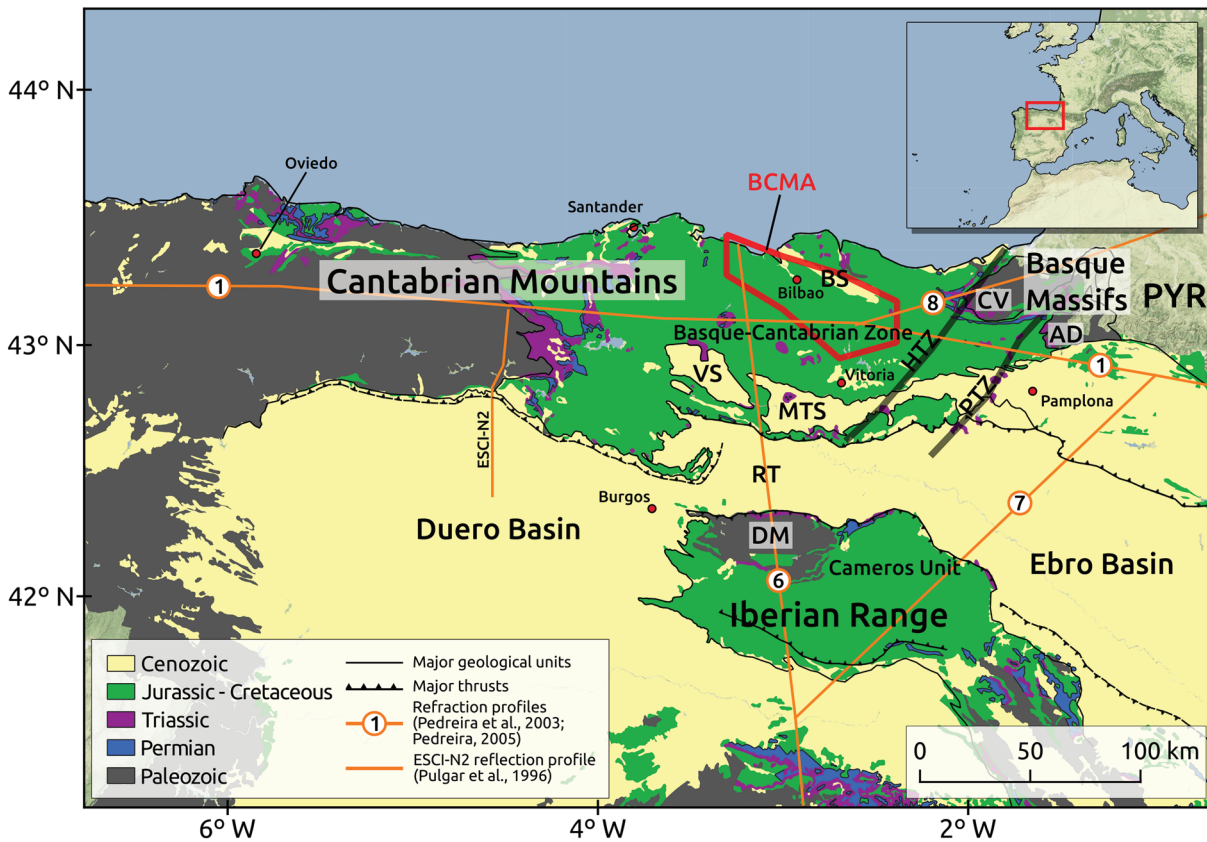 44° N
43° N
42° N
6° W
4° W
2° W
Oviedo
Santander
BCMA
Cantabrian Mountains
BS
Bilbao
8
CV
Basque
Massifs
PYR
AD
1
Basque-Cantabrian Zone
HTZ
1
VS
Vitoria
PTZ
Pamplona
MTS
ESCI-N2
RT
Burgos
7
Duero Basin
DM
Cameros Unit
Ebro Basin
6
Iberian Range
Cenozoic
Jurassic - Cretaceous
Triassic
Permian
Paleozoic
Major geological units
Major thrusts
1
Refraction profiles
(Pedreira et al., 2003;
Pedreira, 2005)
ESCI-N2 reflection profile
(Pulgar et al., 1996)
0 50 100 km